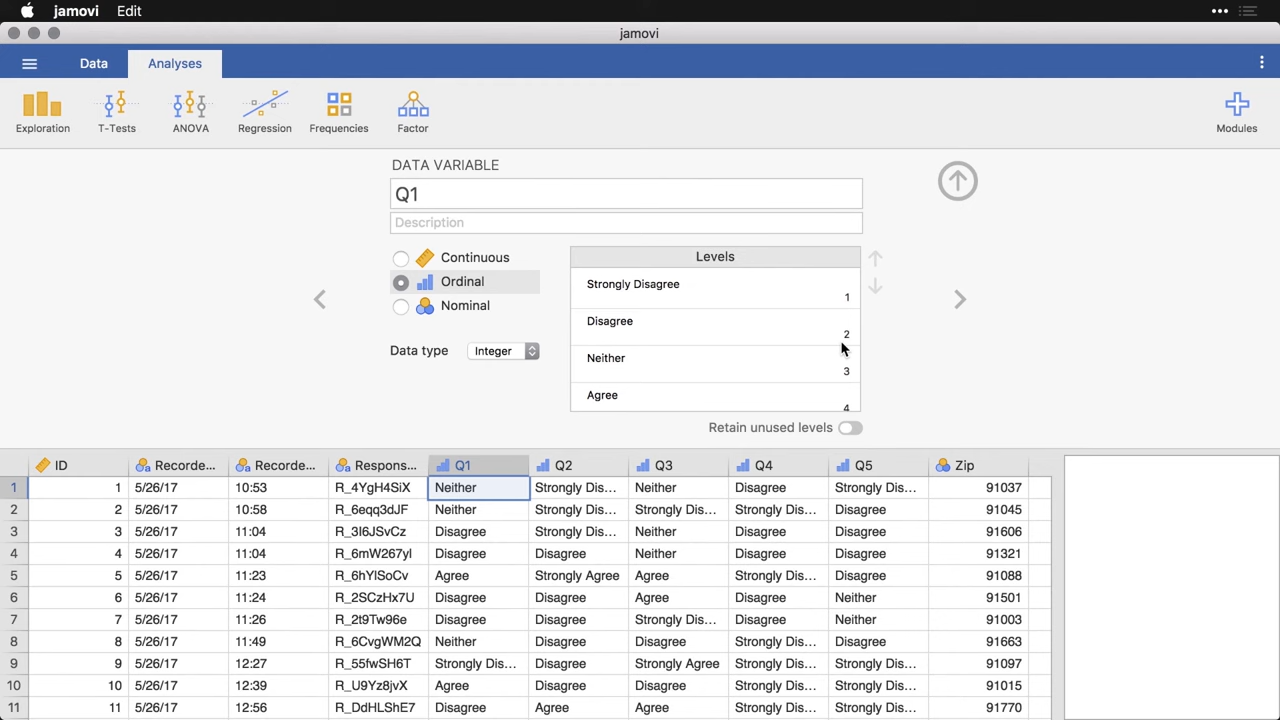 jamovi Edit
jamovi
Data Analyses
Exploration T-Tests ANOVA Regression Frequencies Factor Modules
DATA VARIABLE
Q1
Description
Continuous
Ordinal
Nominal
Data type Integer
Levels
Strongly Disagree
1
Disagree
2
Neither
3
Agree
4
Retain unused levels
ID Recorde... Recorde... Respons... Q1 Q2 Q3 Q4 Q5 Zip
1 1 5/26/17 10:53 R_4YgH4SiX Neither Strongly Dis... Neither Disagree Strongly Dis... 91037
2 2 5/26/17 10:58 R_6eqq3dJF Neither Strongly Dis... Strongly Dis... Strongly Dis... Disagree 91045
3 3 5/26/17 11:04 R_3I6JSvCz Disagree Strongly Dis... Neither Strongly Dis... Disagree 91606
4 4 5/26/17 11:04 R_6mW267yI Disagree Disagree Neither Strongly Dis... Disagree 91321
5 5 5/26/17 11:23 R_6hYlSoCv Agree Strongly Agree Agree Strongly Dis... Disagree 91088
6 6 5/26/17 11:24 R_2SCzHx7U Disagree Disagree Agree Disagree Neither 91501
7 7 5/26/17 11:26 R_2t9Tw96e Disagree Disagree Strongly Dis... Disagree Neither 91003
8 8 5/26/17 11:49 R_6CvgWM2Q Neither Disagree Disagree Strongly Dis... Disagree 91663
9 9 5/26/17 12:27 R_55fwSH6T Strongly Dis... Disagree Strongly Agree Strongly Dis... Strongly Dis... 91097
10 10 5/26/17 12:39 R_U9Yz8jvX Agree Disagree Disagree Strongly Dis... Strongly Dis... 91015
11 11 5/26/17 12:56 R_DdHLShE7 Disagree Agree Agree Strongly Dis... Strongly Dis... 91770